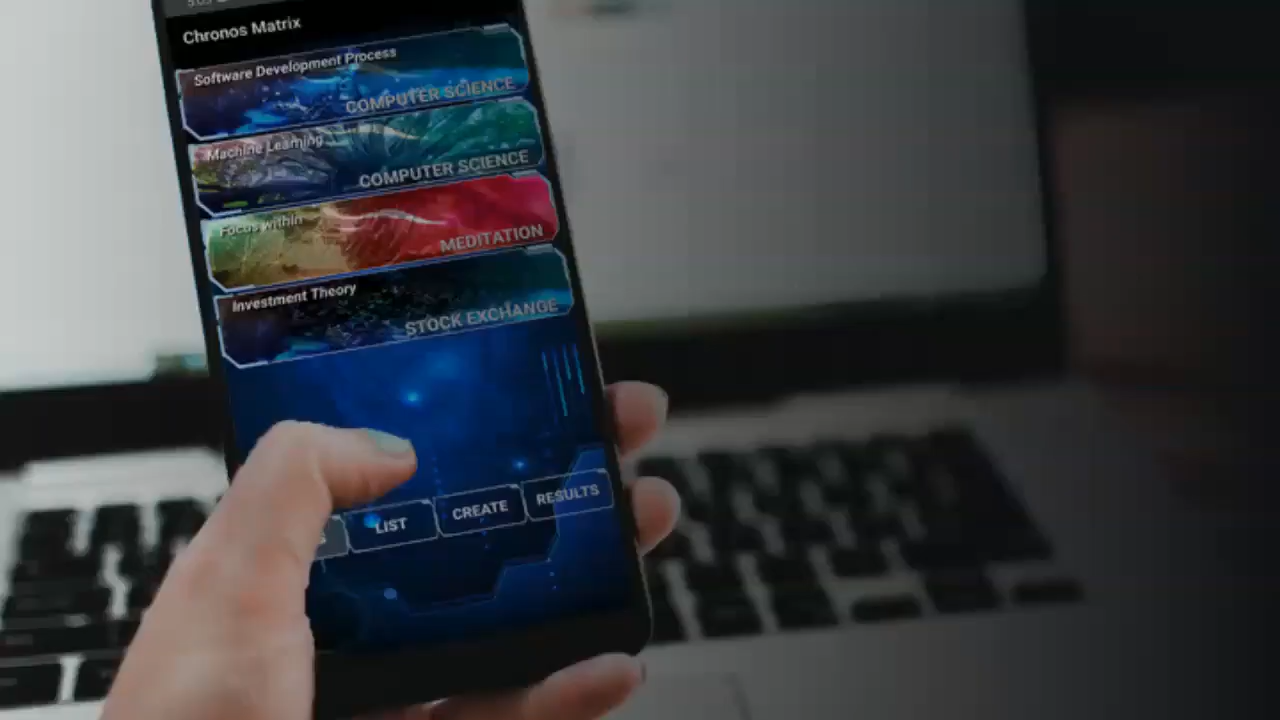 Chronos Matrix
Software Development Process
COMPUTER SCIENCE
Machine Learning
COMPUTER SCIENCE
Focus within
MEDITATION
Investment Theory
STOCK EXCHANGE
LIST
CREATE
RESULTS